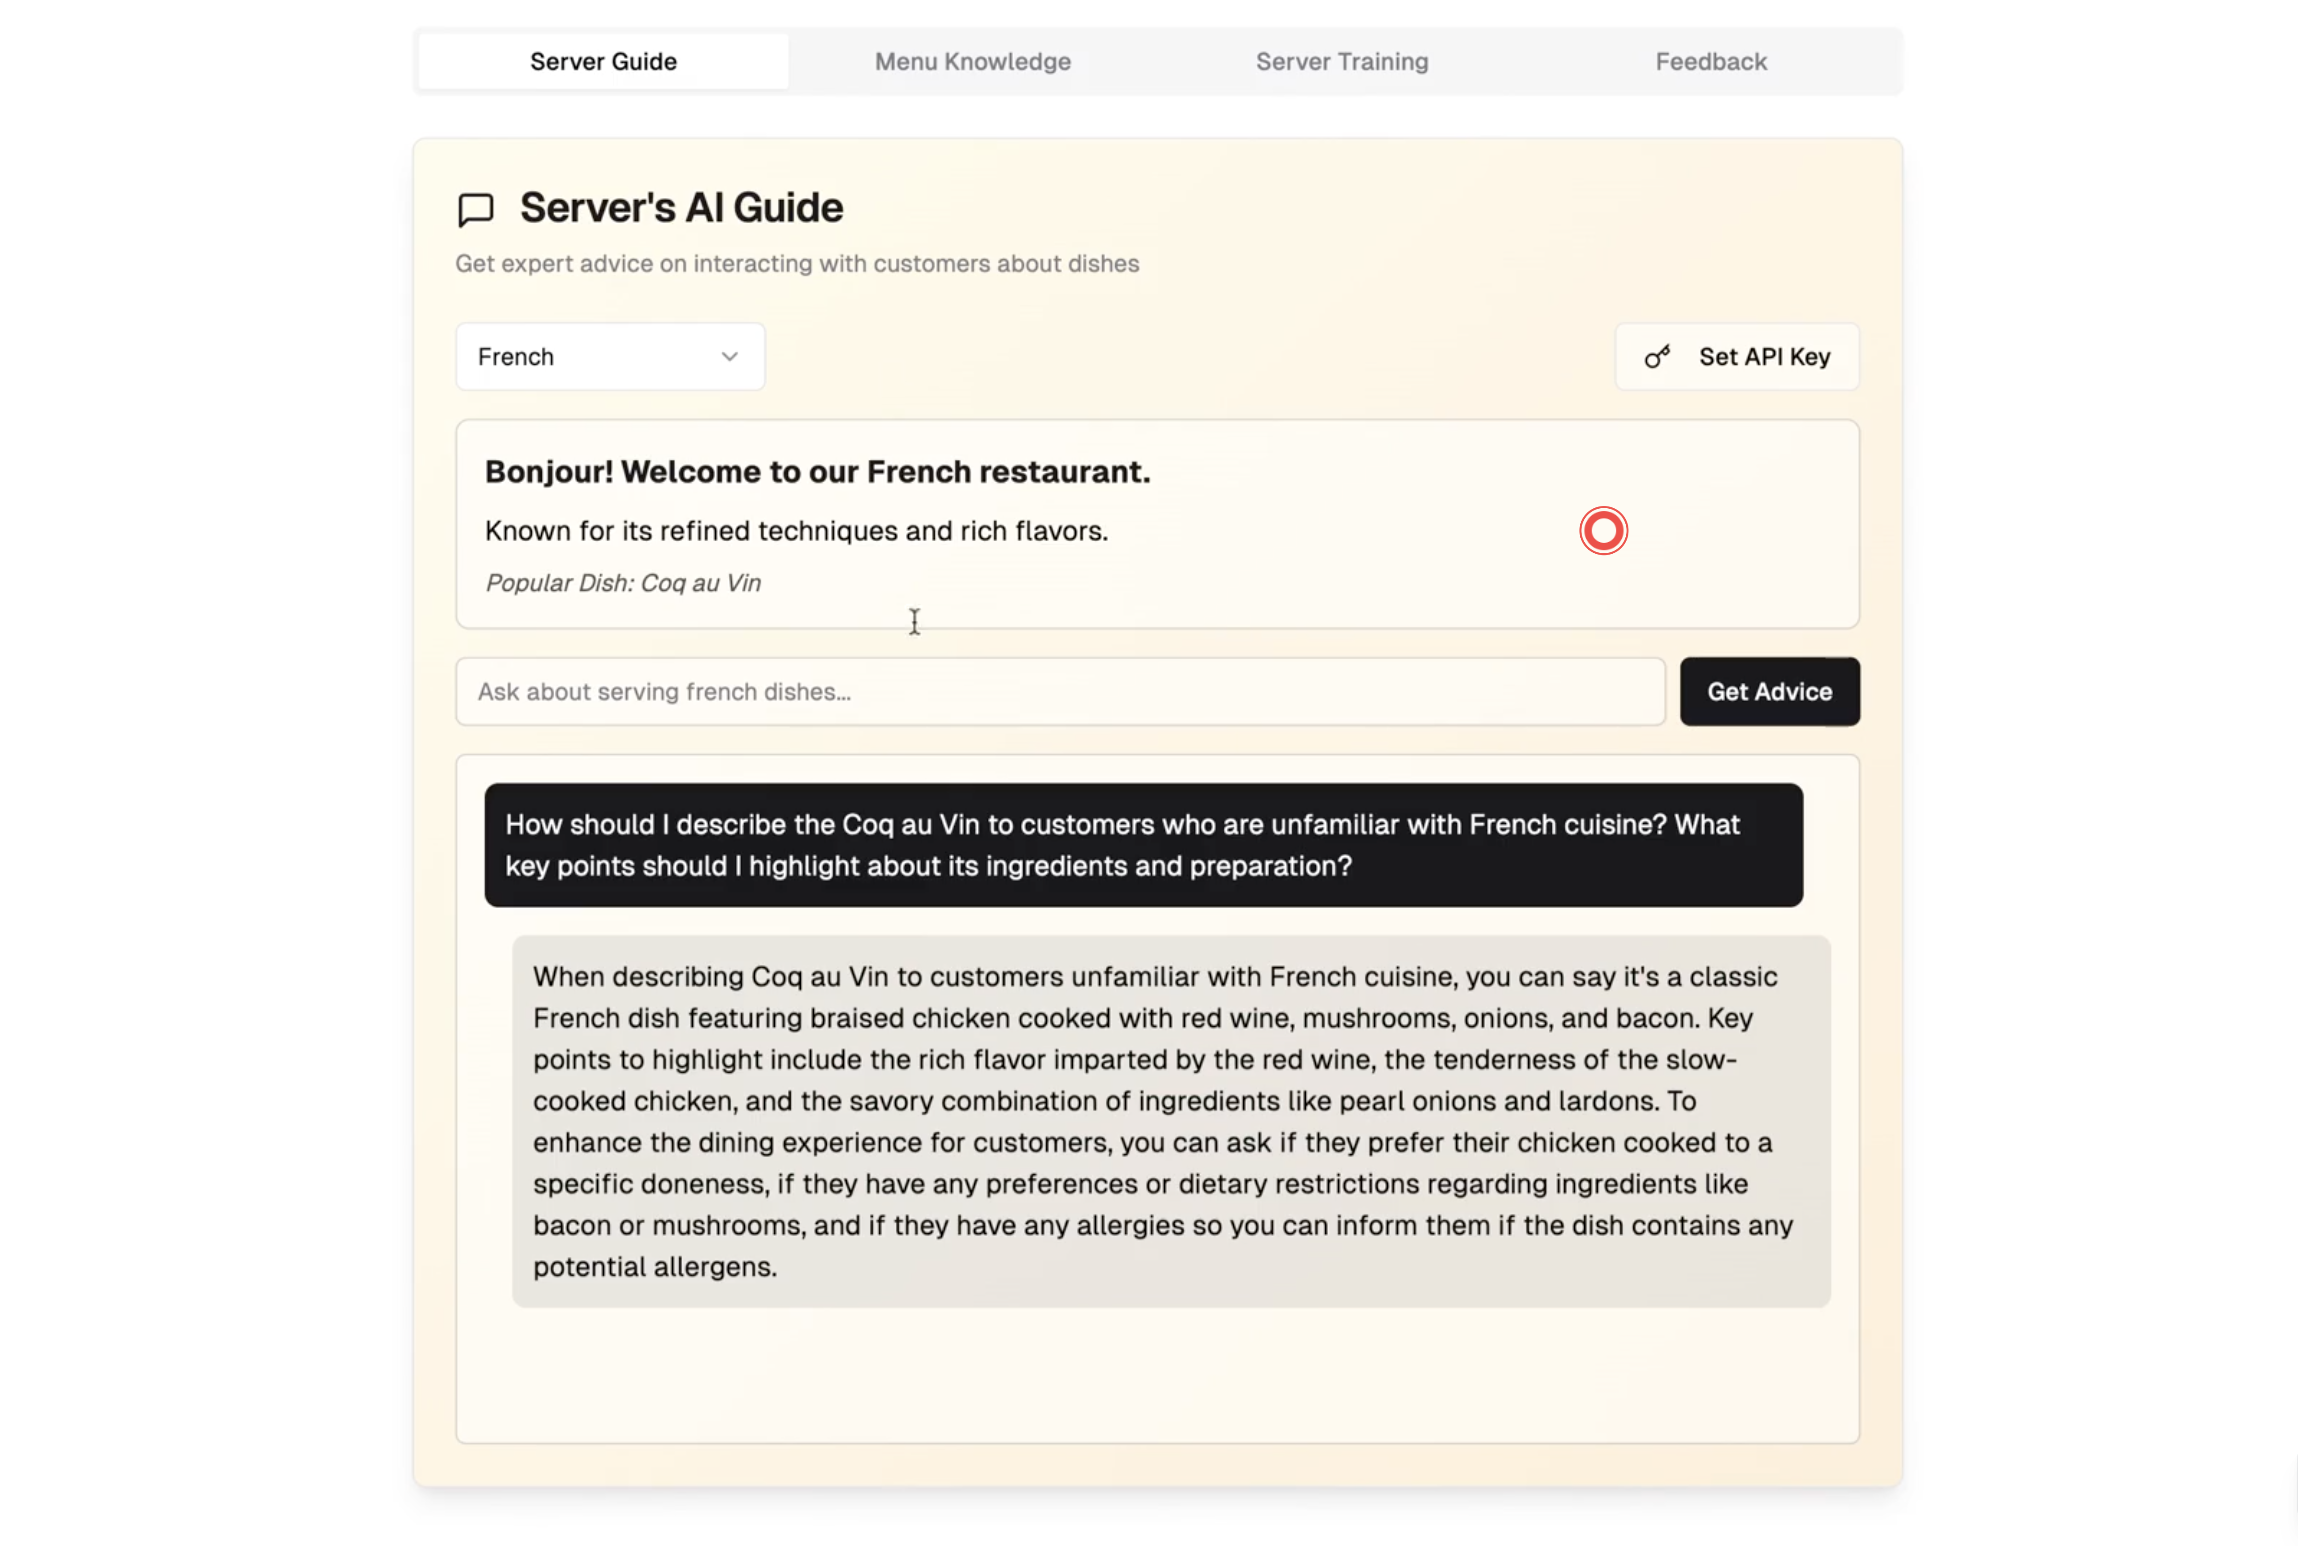 Server Guide
Menu Knowledge
Server Training
Feedback
Server's AI Guide
Get expert advice on interacting with customers about dishes
French
Set API Key
Bonjour! Welcome to our French restaurant.
Known for its refined techniques and rich flavors.
Popular Dish: Coq au Vin
Ask about serving french dishes...
Get Advice
How should I describe the Coq au Vin to customers who are unfamiliar with French cuisine? What
key points should I highlight about its ingredients and preparation?
When describing Coq au Vin to customers unfamiliar with French cuisine, you can say it's a classic
French dish featuring braised chicken cooked with red wine, mushrooms, onions, and bacon. Key
points to highlight include the rich flavor imparted by the red wine, the tenderness of the slow-
cooked chicken, and the savory combination of ingredients like pearl onions and lardons. To
enhance the dining experience for customers, you can ask if they prefer their chicken cooked to a
specific doneness, if they have any preferences or dietary restrictions regarding ingredients like
bacon or mushrooms, and if they have any allergies so you can inform them if the dish contains any
potential allergens.